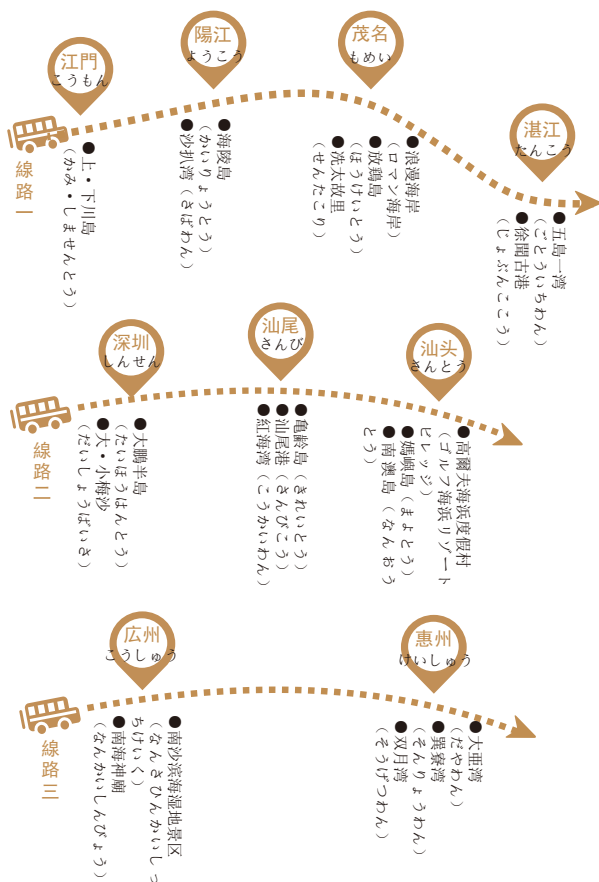 線路一
江門
こうもん
●上・下川島
(かみ・しませんとう)
陽江
ようこう
●海陵島
(かいりょうとう)
●沙扒湾(さばわん)
茂名
もめい
●浪漫海岸
(ロマン海岸)
●放鶏島
(ほうけいとう)
●冼太故里
(せんたこり)
湛江
たんこう
●五島一湾
(ごとういちわん)
●徐聞古港
(じょぶんここう)
線路二
深圳
しんせん
●大鵬半島
(たいほうはんとう)
●大・小梅沙
(だいしょうばいさ)
汕尾
さんび
●亀齢島(きれいとう)
●汕尾港(さんびこう)
●紅海湾(こうかいわん)
汕头
さんとう
●高爾夫海浜度假村
(ゴルフ海浜リゾート
ビレッジ)
●媽嶼島(まよとう)
●南澳島(なんおう
とう)
線路三
広州
こうしゅう
●南沙滨海湿地景区
(なんさひんかいしっ
ちけいく)
●南海神廟
(なんかいしんびょう)
惠州
けいしゅう
●大亜湾
(だやわん)
●巽寮湾
(そんりょうわん)
●双月湾
(そうげつわん)